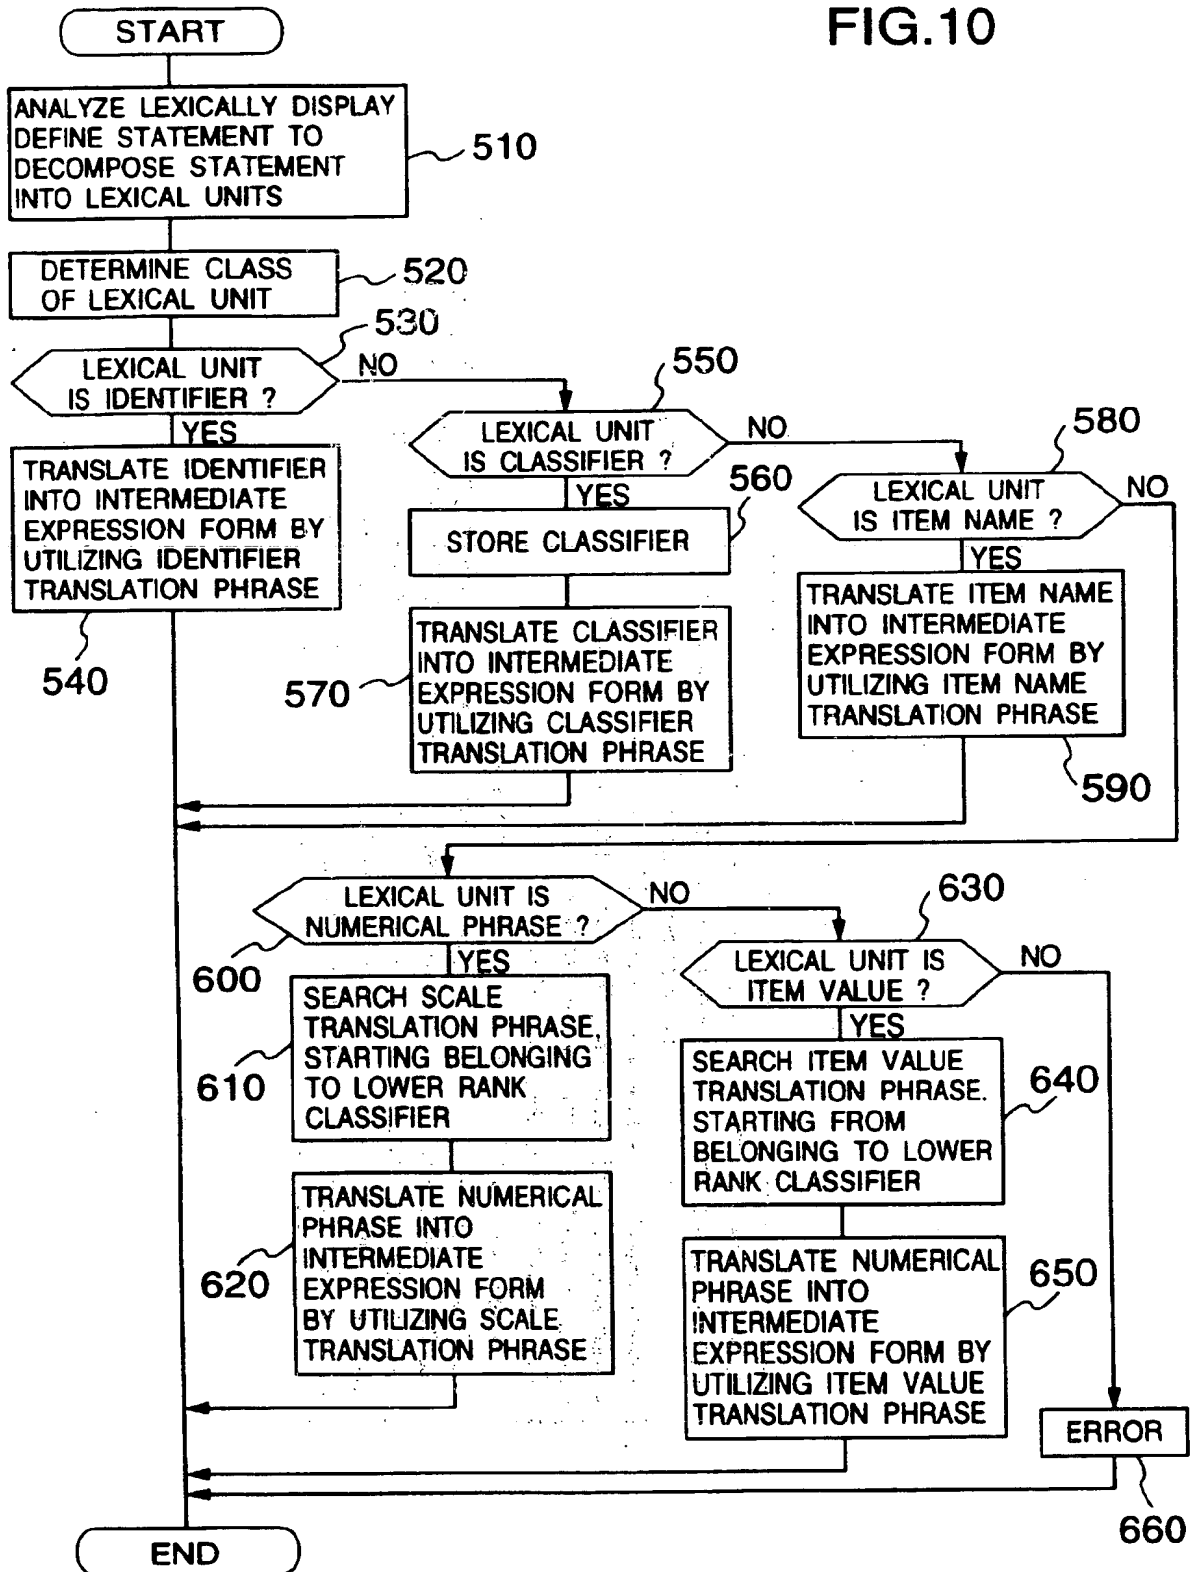 FIG.10
START
ANALYZE LEXICALLY DISPLAY
DEFINE STATEMENT TO
DECOMPOSE STATEMENT
INTO LEXICAL UNITS
510
DETERMINE CLASS
OF LEXICAL UNIT
520
530
LEXICAL UNIT
IS IDENTIFIER ?
NO
YES
TRANSLATE IDENTIFIER
INTO INTERMEDIATE
EXPRESSION FORM BY
UTILIZING IDENTIFIER
TRANSLATION PHRASE
540
550
LEXICAL UNIT
IS CLASSIFIER ?
NO
YES
560
STORE CLASSIFIER
TRANSLATE CLASSIFIER
INTO INTERMEDIATE
EXPRESSION FORM BY
UTILIZING CLASSIFIER
TRANSLATION PHRASE
570
580
LEXICAL UNIT
IS ITEM NAME ?
NO
YES
TRANSLATE ITEM NAME
INTO INTERMEDIATE
EXPRESSION FORM BY
UTILIZING ITEM NAME
TRANSLATION PHRASE
590
LEXICAL UNIT IS
NUMERICAL PHRASE ?
NO
600
YES
SEARCH SCALE
TRANSLATION PHRASE,
STARTING BELONGING
TO LOWER RANK
CLASSIFIER
610
TRANSLATE NUMERICAL
PHRASE INTO
INTERMEDIATE
EXPRESSION FORM
BY UTILIZING SCALE
TRANSLATION PHRASE
620
630
LEXICAL UNIT IS
ITEM VALUE ?
NO
YES
SEARCH ITEM VALUE
TRANSLATION PHRASE.
STARTING FROM
BELONGING TO LOWER
RANK CLASSIFIER
640
TRANSLATE NUMERICAL
PHRASE INTO
INTERMEDIATE
EXPRESSION FORM BY
UTILIZING ITEM VALUE
TRANSLATION PHRASE
650
ERROR
660
END